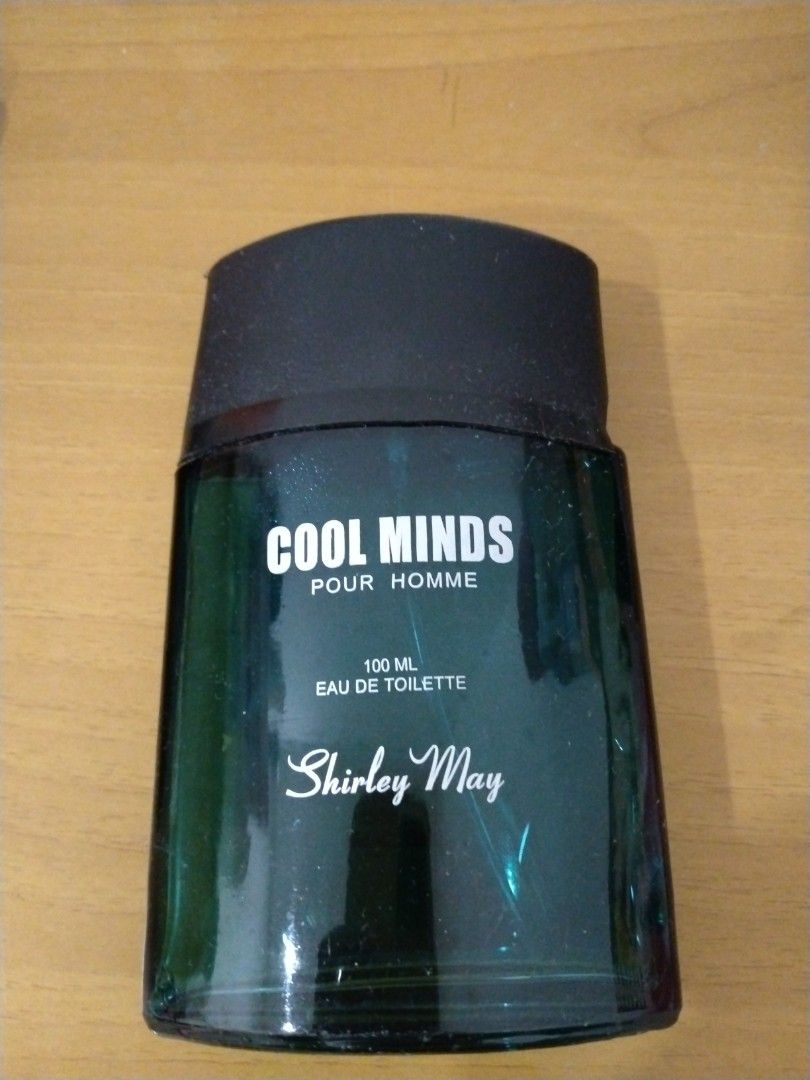 COOL MINDS
POUR HOMME
100 ML
EAU DE TOILETTE
Shirley May